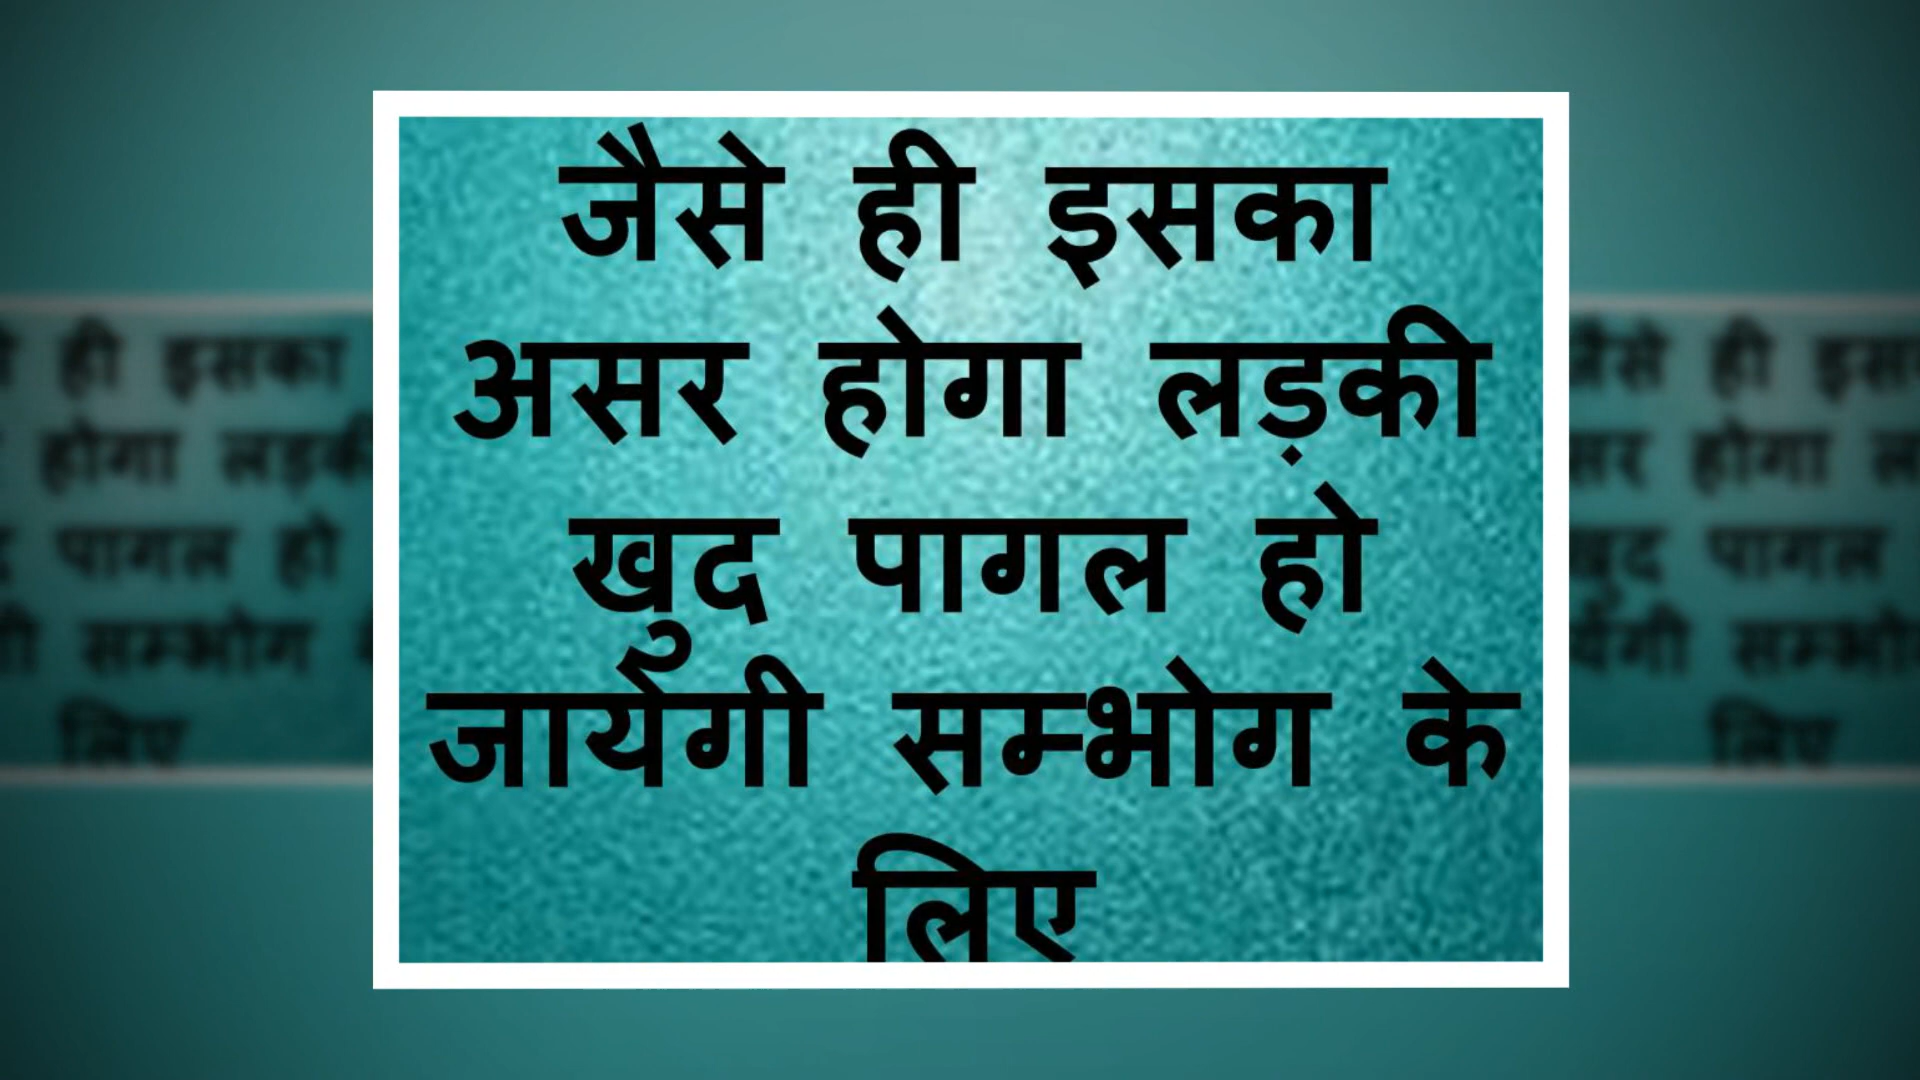 जैसे ही इसका
असर होगा लड़की
खुद पागल हो
जायेगी सम्भोग के
लिए